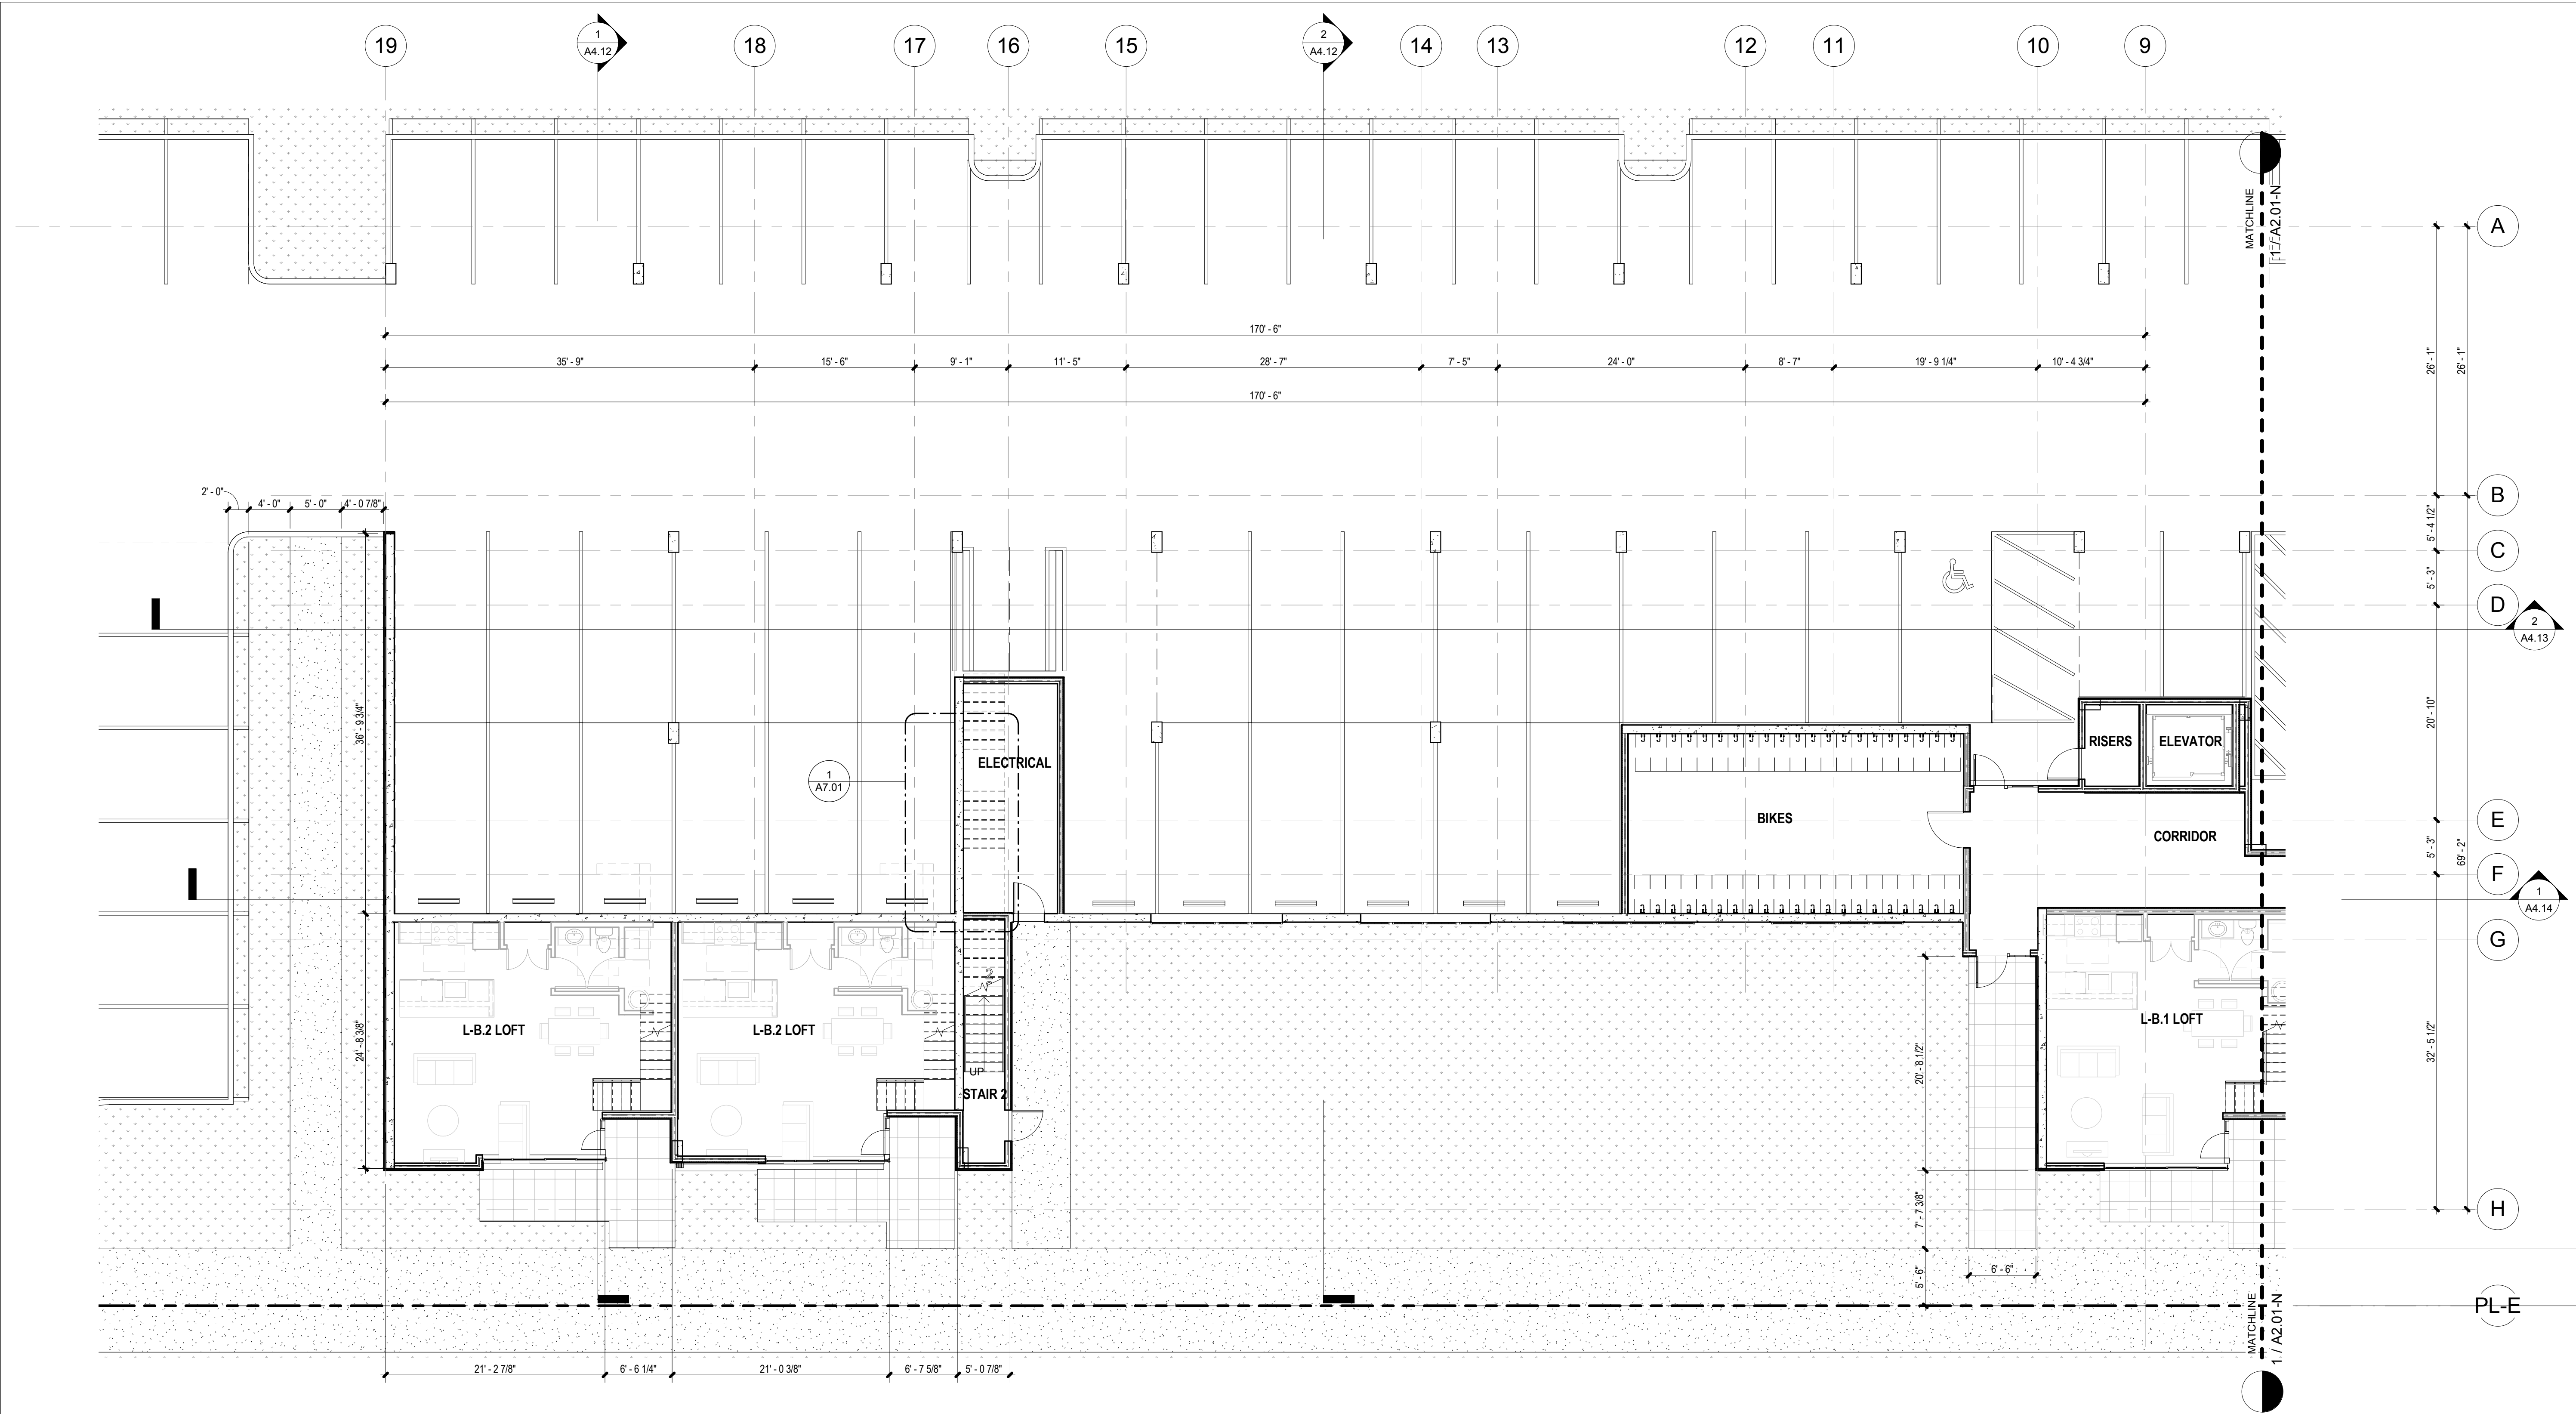 19
1
A4.12
18
17
16
15
2
A4.12
14
13
12
11
10
9
MATCHLINE
1 / A2.01-N
A
170' - 6"
35' - 9"
15' - 6"
9' - 1"
11' - 5"
28' - 7"
7' - 5"
24' - 0"
8' - 7"
19' - 9 1/4"
10' - 4 3/4"
26' - 1"
26' - 1"
170' - 6"
2' - 0"
4' - 0"
5' - 0"
4' - 0 7/8"
B
5' - 4 1/2"
C
5' - 3"
D
2
A4.13
36' - 9 3/4"
20' - 10"
RISERS
ELEVATOR
ELECTRICAL
1
A7.01
BIKES
CORRIDOR
E
5' - 3"
69' - 2"
F
1
A4.14
G
2
L-B.2 LOFT
L-B.2 LOFT
L-B.1 LOFT
24' - 8 3/8"
20' - 8 1/2"
32' - 5 1/2"
UP
STAIR 2
7' - 7 3/8"
H
5' - 6"
6' - 6"
PL-E
MATCHLINE
1 / A2.01-N
21' - 2 7/8"
6' - 6 1/4"
21' - 0 3/8"
6' - 7 5/8"
5' - 0 7/8"